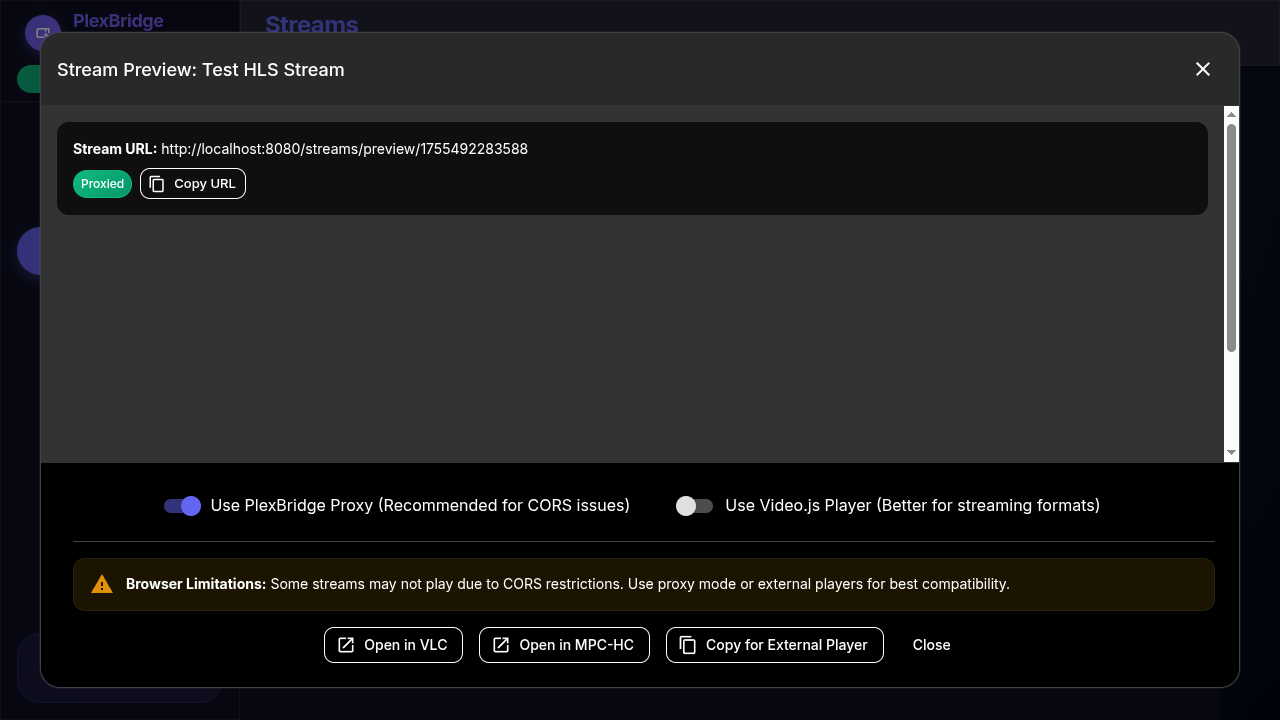 PlexBridge
Streams
Stream Preview: Test HLS Stream
Stream URL: http://localhost:8080/streams/preview/1755492283588
Proxied
Copy URL
Use PlexBridge Proxy (Recommended for CORS issues)
Use Video.js Player (Better for streaming formats)
Browser Limitations: Some streams may not play due to CORS restrictions. Use proxy mode or external players for best compatibility.
Open in VLC
Open in MPC-HC
Copy for External Player
Close